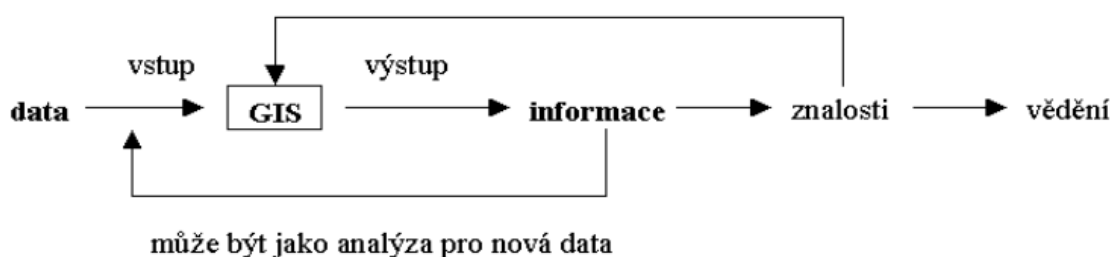 vstup výstup
data GIS informace znalosti vědění
může být jako analýza pro nová data